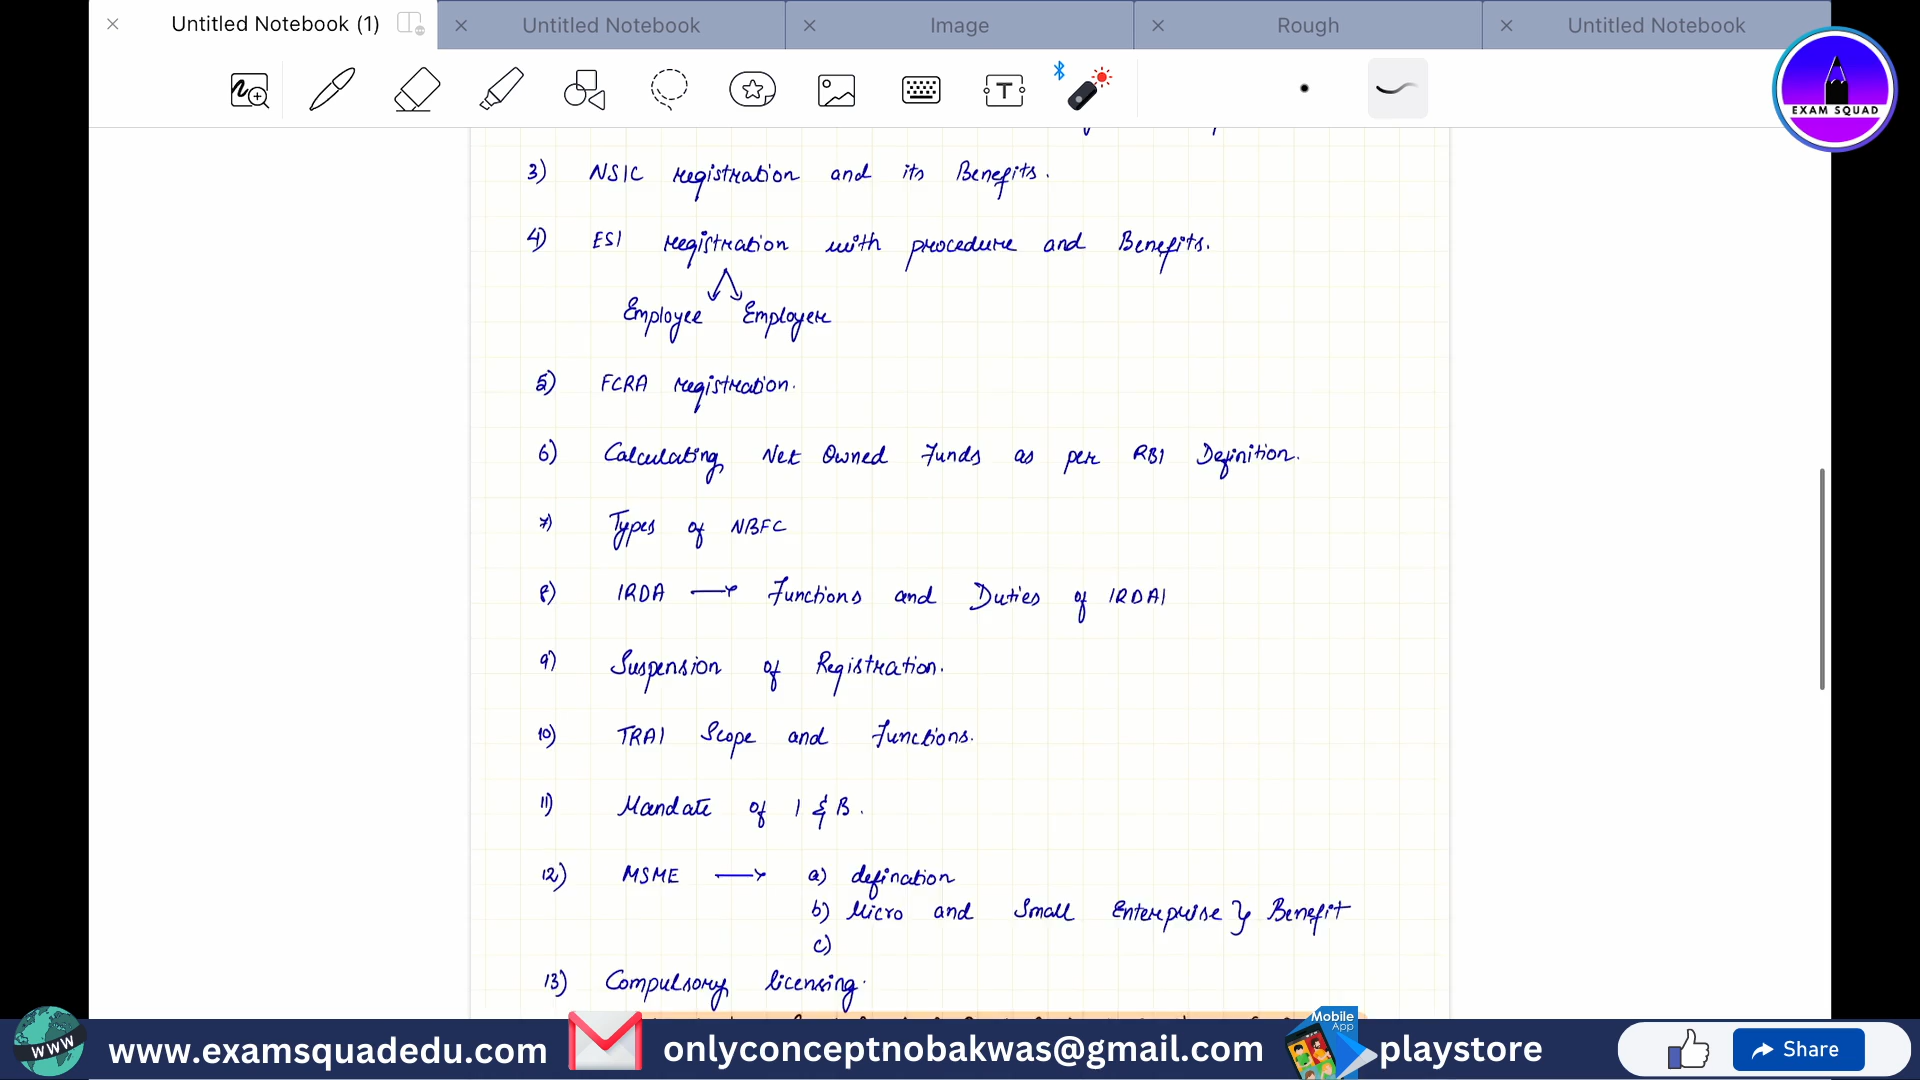 Untitled Notebook (1)
Untitled Notebook
Image
Rough
Untitled Notebook
T
EXAM SQUAD
3) NSIC registration and its Benefits.
4) ESI registration with procedure and Benefits.
Employee Employer
5) FCRA registration.
6) Calculating Net Owned Funds as per RBI Definition.
7) Types of NBFC
8) IRDA → Functions and Duties of IRDAI
9) Suspension of Registration.
10) TRAI Scope and Functions.
11) Mandate of I & B.
12) MSME → a) defination
b) Micro and Small Enterprise } Benefit
c)
13) Compulsory licensing.
WWW
www.examsquadedu.com
onlyconceptnobakwas@gmail.com
Mobile App
playstore
Share